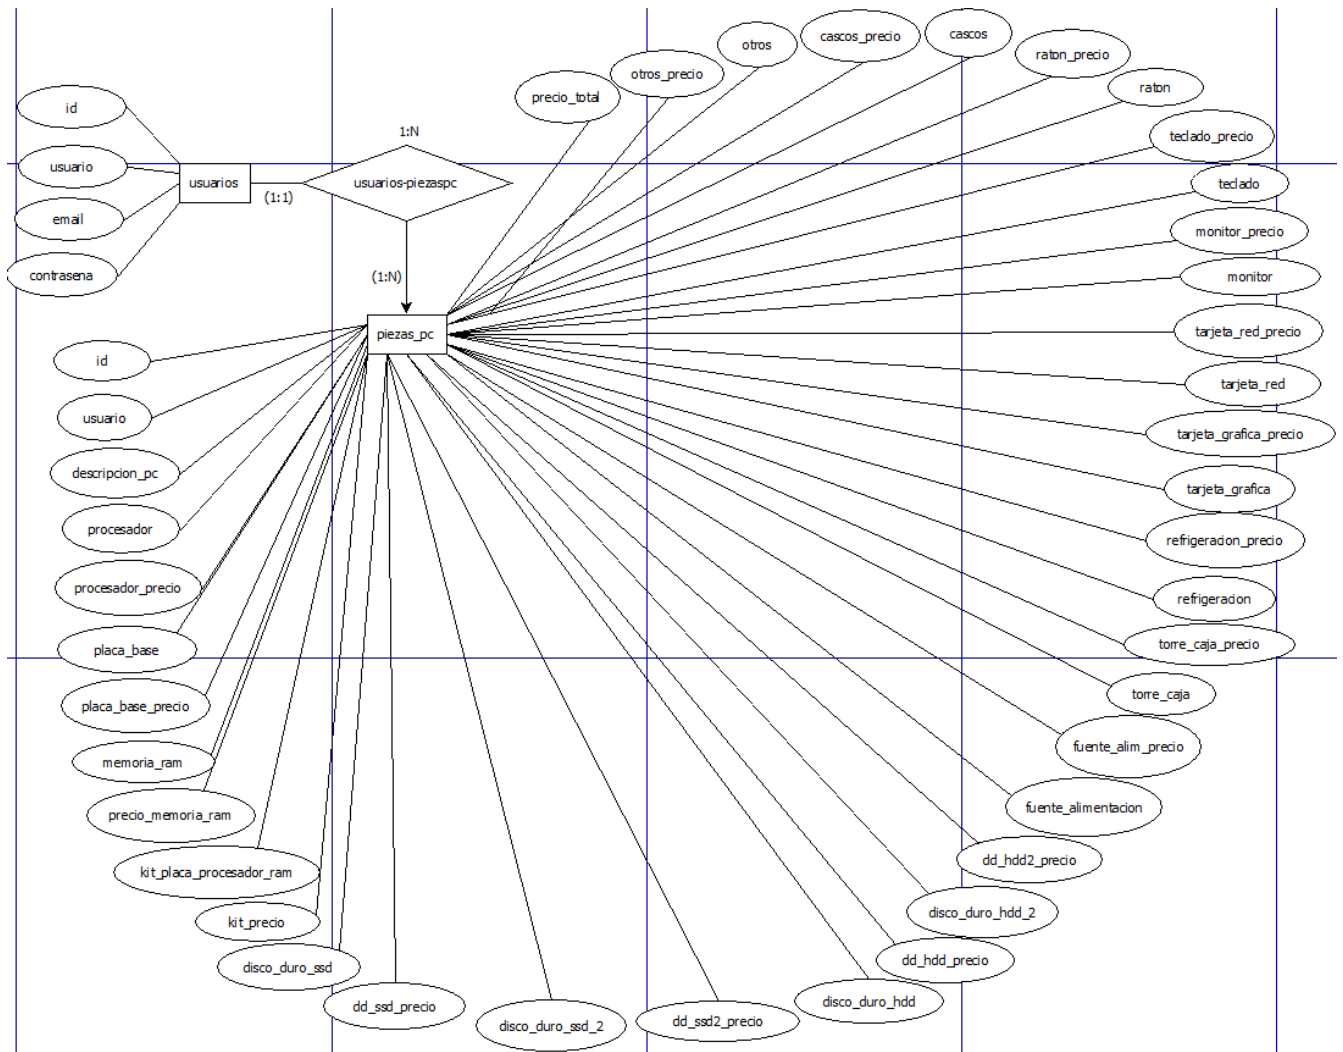 cascos_precio
cascos
otros
raton_precio
otros_precio
raton
precio_total
id
1:N
teclado_precio
usuario
usuarios
usuarios-piezaspc
teclado
(1:1)
email
monitor_precio
contrasena
(1:N)
monitor
piezas_pc
tarjeta_red_precio
id
tarjeta_red
usuario
tarjeta_grafica_precio
descripcion_pc
tarjeta_grafica
procesador
refrigeracion_precio
procesador_precio
refrigeracion
placa_base
torre_caja_precio
torre_caja
placa_base_precio
fuente_alim_precio
memoria_ram
fuente_alimentacion
precio_memoria_ram
dd_hdd2_precio
kit_placa_procesador_ram
disco_duro_hdd_2
kit_precio
dd_hdd_precio
disco_duro_ssd
disco_duro_hdd
dd_ssd_precio
dd_ssd2_precio
disco_duro_ssd_2